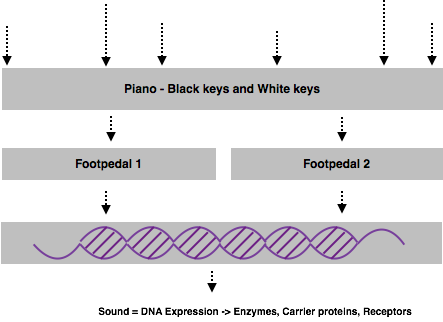 Piano - Black keys and White keys
Footpedal 1
Footpedal 2
Sound = DNA Expression -> Enzymes, Carrier proteins, Receptors